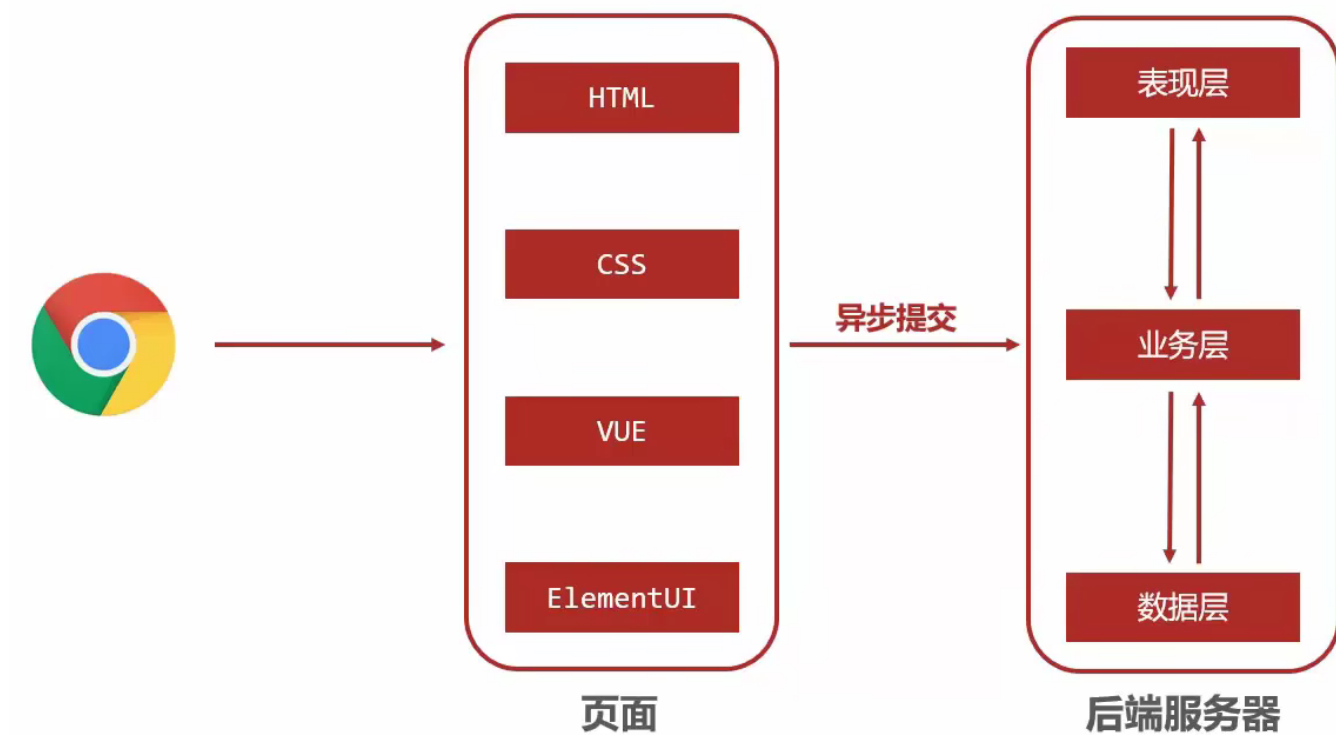 HTML
CSS
VUE
ElementUI
页面
异步提交
表现层
业务层
数据层
后端服务器